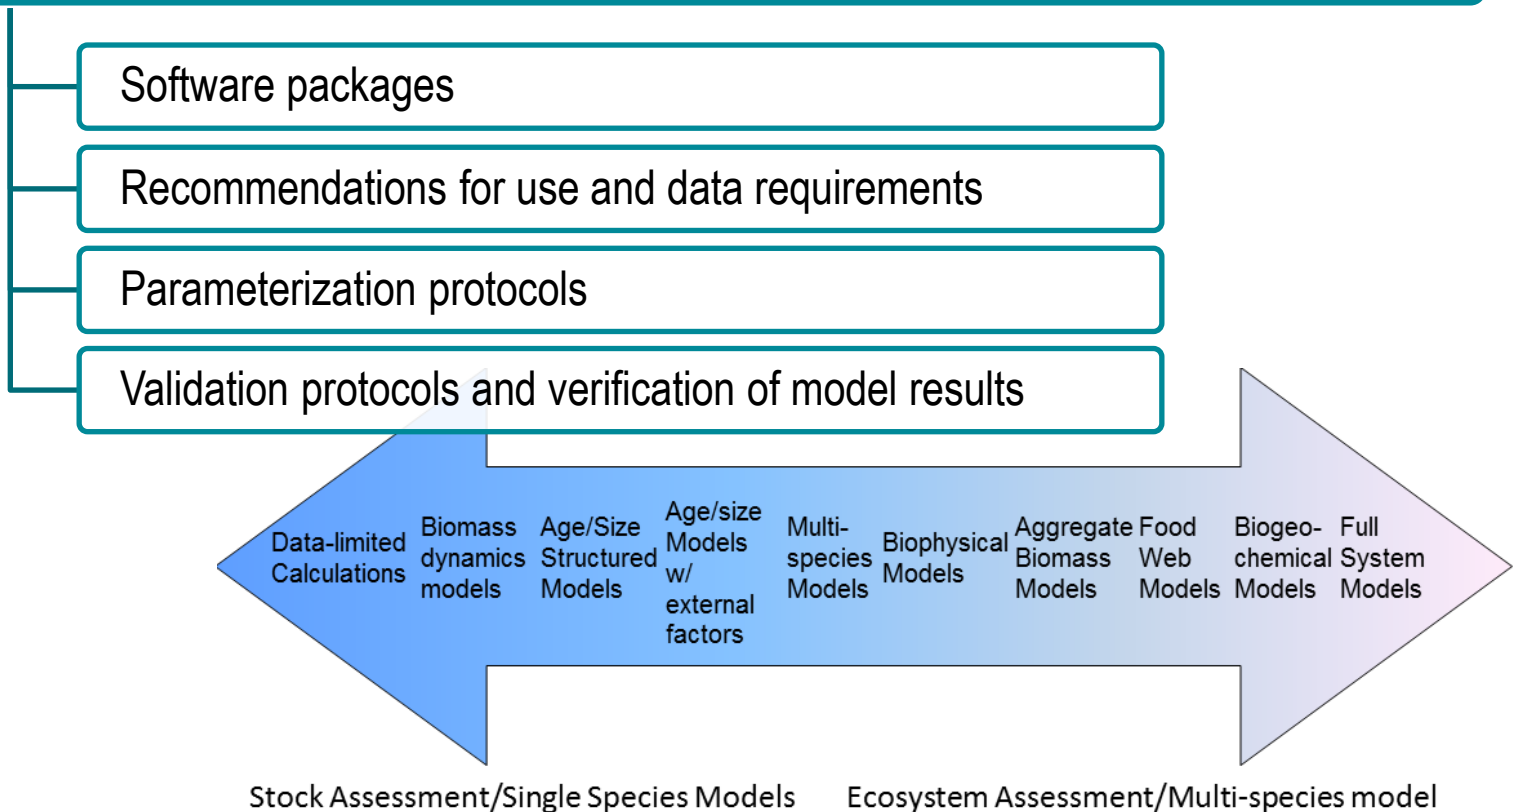 Software packages
Recommendations for use and data requirements
Parameterization protocols
Validation protocols and verification of model results
Data-limited
Calculations
Biomass
dynamics
models
Age/Size
Structured
Models
Age/size
Models
w/
external
factors
Multi-
species
Models
Biophysical
Models
Aggregate
Biomass
Models
Food
Web
Models
Biogeo-
chemical
Models
Full
System
Models
Stock Assessment/Single Species Models
Ecosystem Assessment/Multi-species model